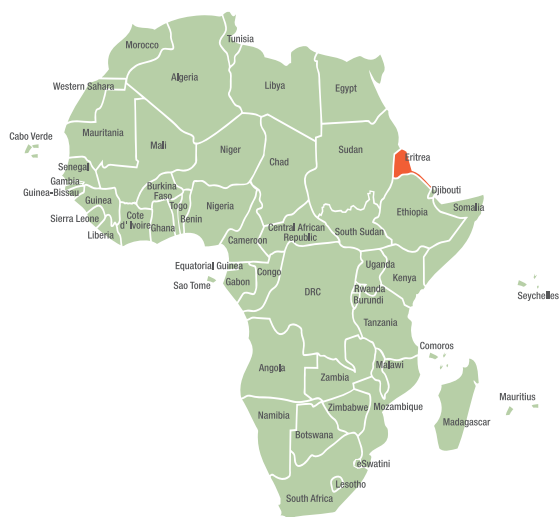 Morocco
Tunisia
Algeria
Libya
Egypt
Western Sahara
Cabo Verde
Mauritania
Mali
Niger
Chad
Sudan
Eritrea
Senegal
Gambia
Guinea-Bissau
Guinea
Burkina
Faso
Djibouti
Somalia
Sierra Leone
Liberia
Cote
d' Ivoire
Ghana
Togo
Benin
Nigeria
Ethiopia
Cameroon
Central African
Republic
South Sudan
Equatorial Guinea
Sao Tome
Gabon
Congo
DRC
Uganda
Kenya
Rwanda
Burundi
Seychelles
Tanzania
Comoros
Angola
Zambia
Malawi
Mozambique
Mauritius
Madagascar
Namibia
Zimbabwe
Botswana
eSwatini
Lesotho
South Africa